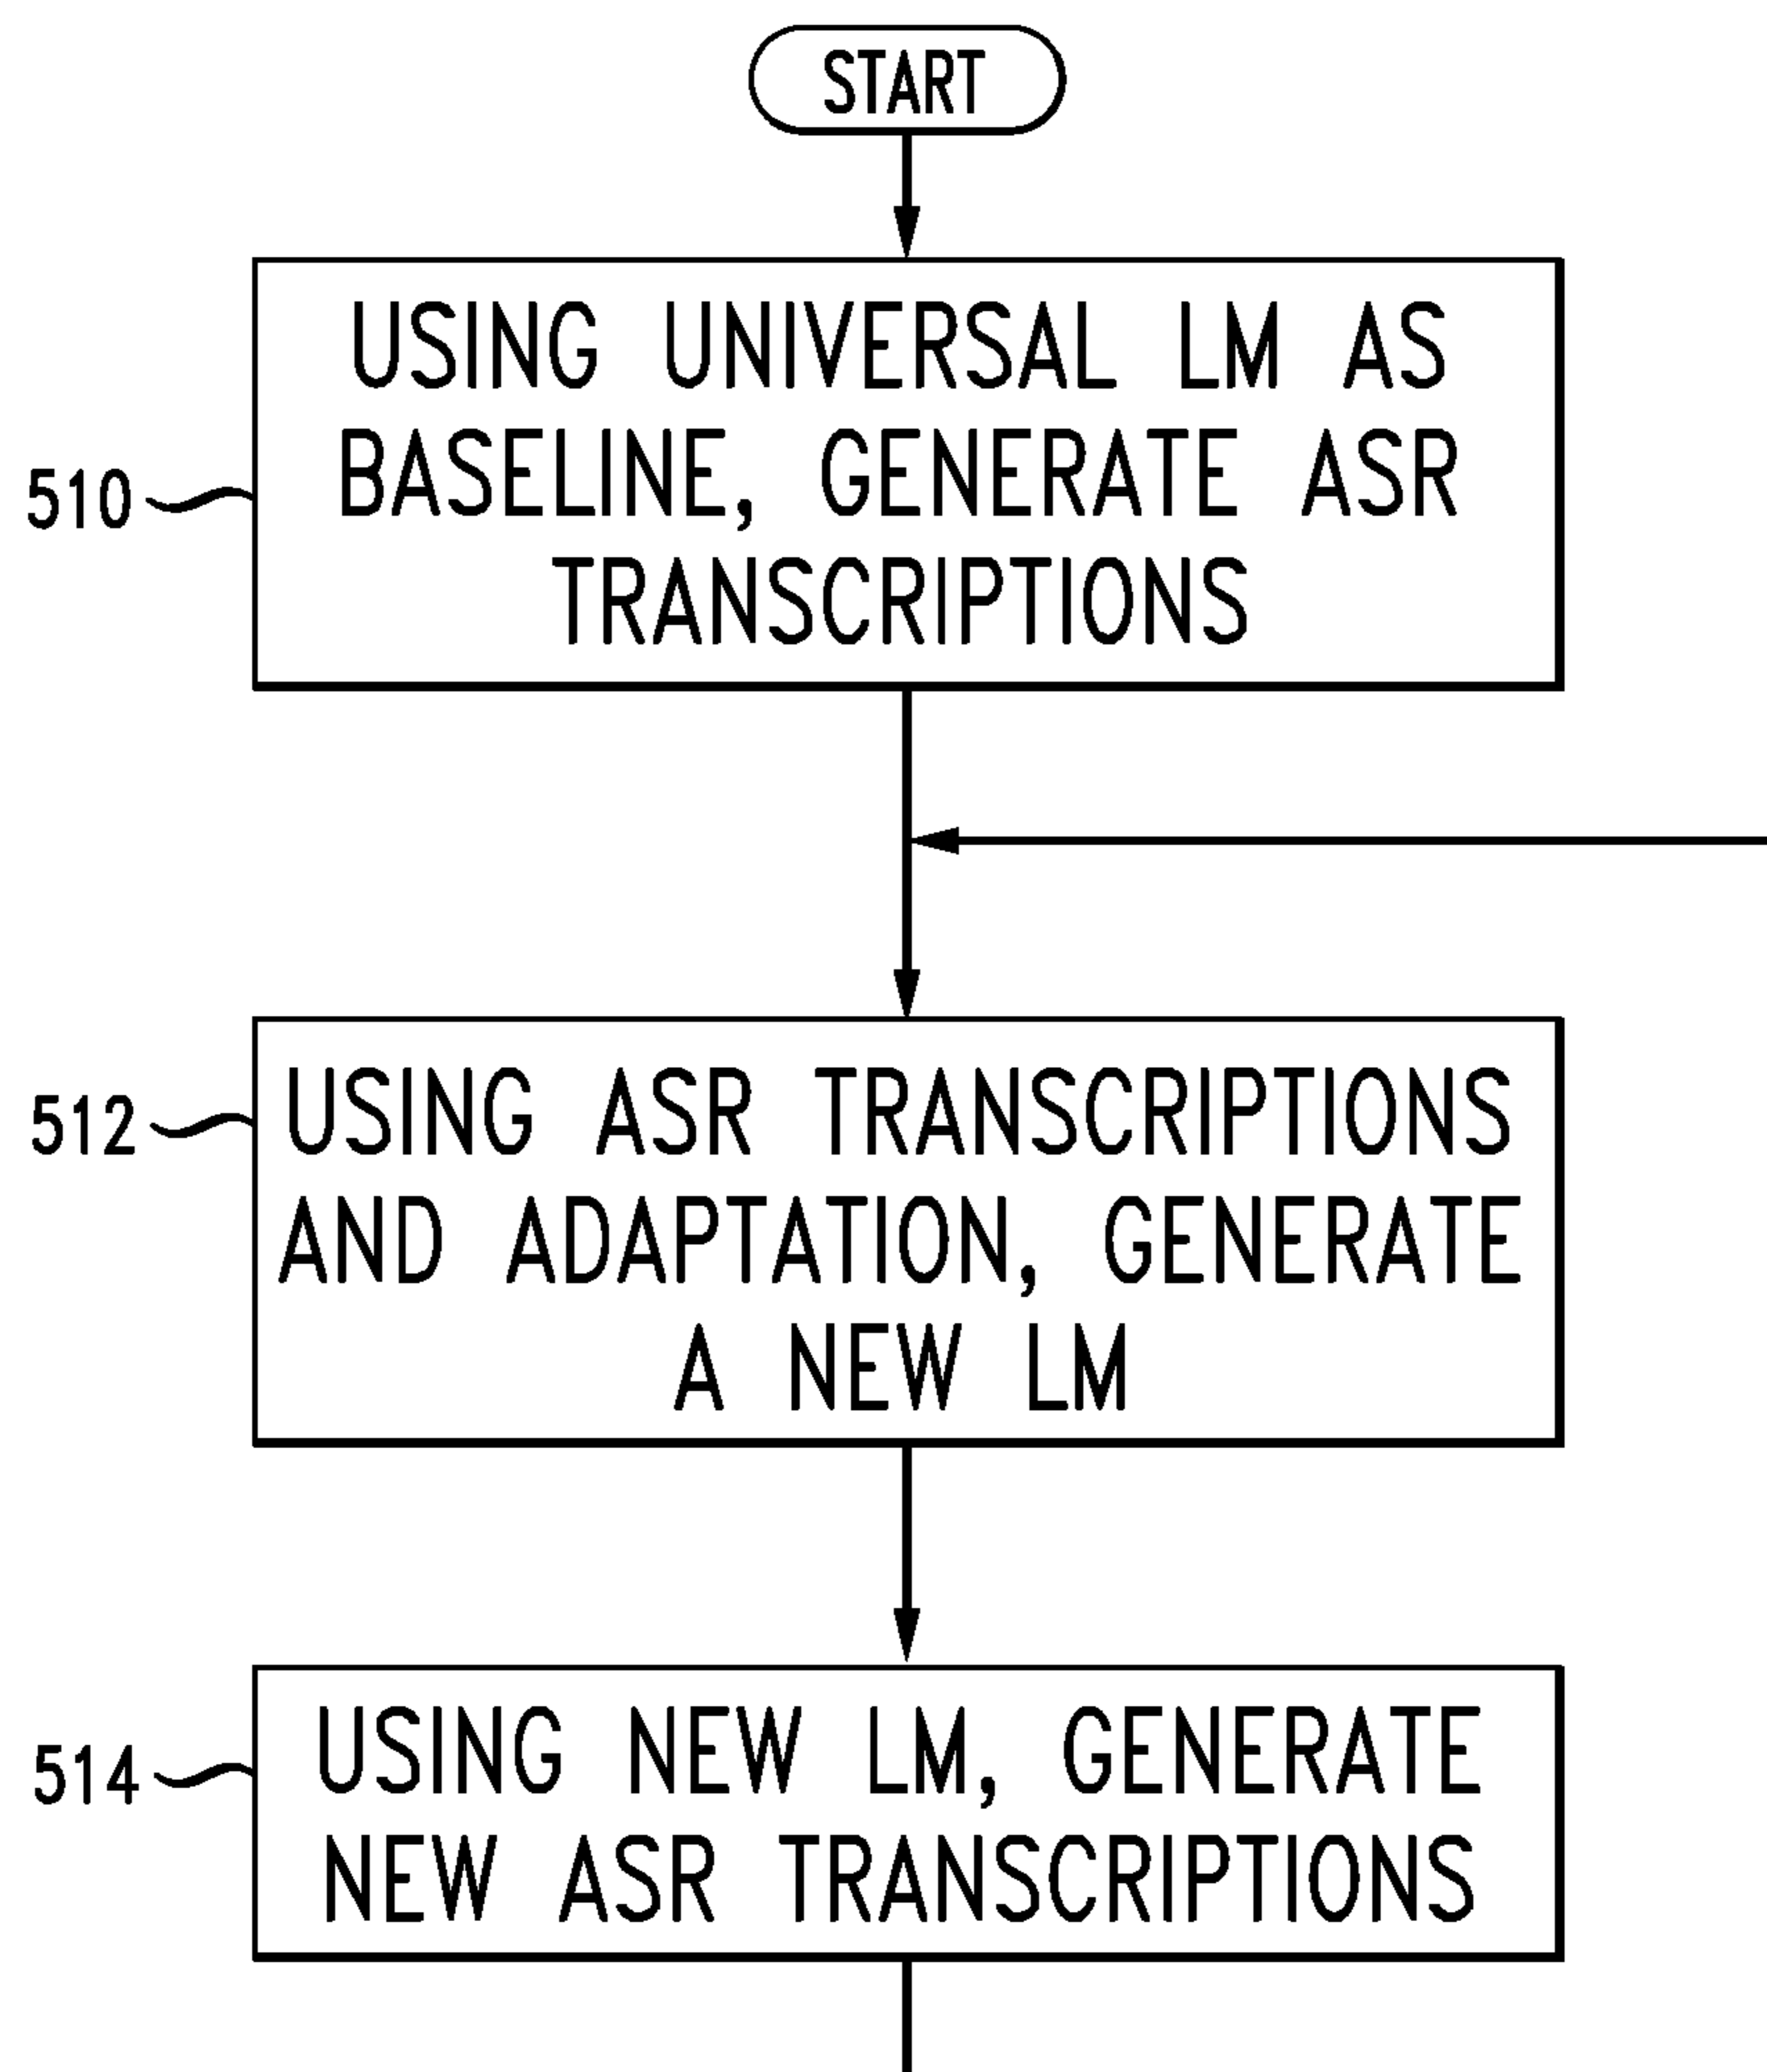 START
USING UNIVERSAL LM AS
BASELINE, GENERATE ASR
TRANSCRIPTIONS
510
USING ASR TRANSCRIPTIONS
AND ADAPTATION, GENERATE
A NEW LM
512
USING NEW LM, GENERATE
NEW ASR TRANSCRIPTIONS
514